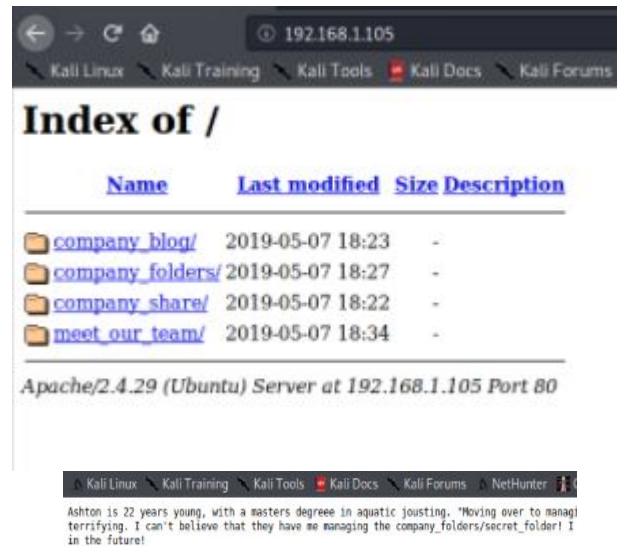 192.168.1.105
Kali Linux Kali Training Kali Tools Kali Docs Kali Forums
Index of /
Name Last modified Size Description
company_blog/ 2019-05-07 18:23 -
company_folders/ 2019-05-07 18:27 -
company_share/ 2019-05-07 18:22 -
meet_our_team/ 2019-05-07 18:34 -
Apache/2.4.29 (Ubuntu) Server at 192.168.1.105 Port 80
Kali Linux Kali Training Kali Tools Kali Docs Kali Forums NetHunter
Ashton is 22 years young, with a masters degreee in aquatic jousting. "Moving over to managi
terrifying. I can't believe that they have me managing the company_folders/secret_folder! I
in the future!